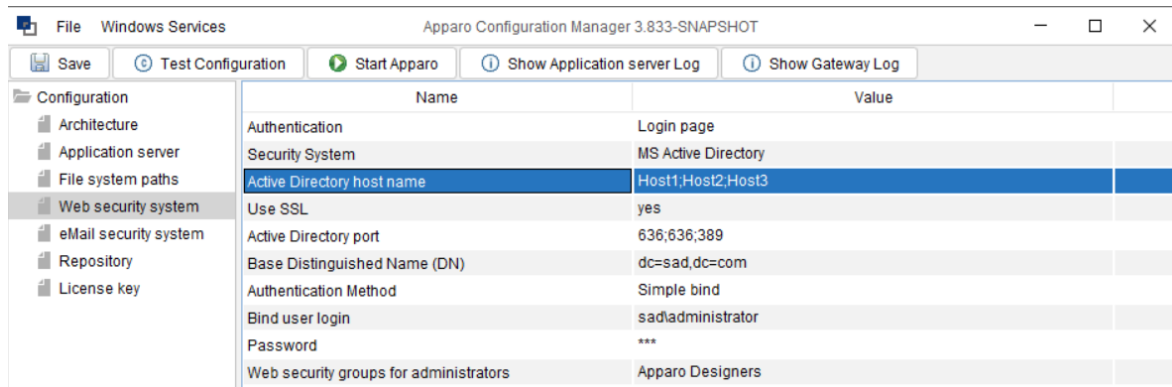 File Windows Services Apparo Configuration Manager 3.833-SNAPSHOT
Save Test Configuration Start Apparo Show Application server Log Show Gateway Log
Configuration
Architecture
Application server
File system paths
Web security system
eMail security system
Repository
License key
Name Value
Authentication Login page
Security System MS Active Directory
Active Directory host name Host1;Host2;Host3
Use SSL yes
Active Directory port 636;636;389
Base Distinguished Name (DN) dc=sad,dc=com
Authentication Method Simple bind
Bind user login sad\administrator
Password ***
Web security groups for administrators Apparo Designers